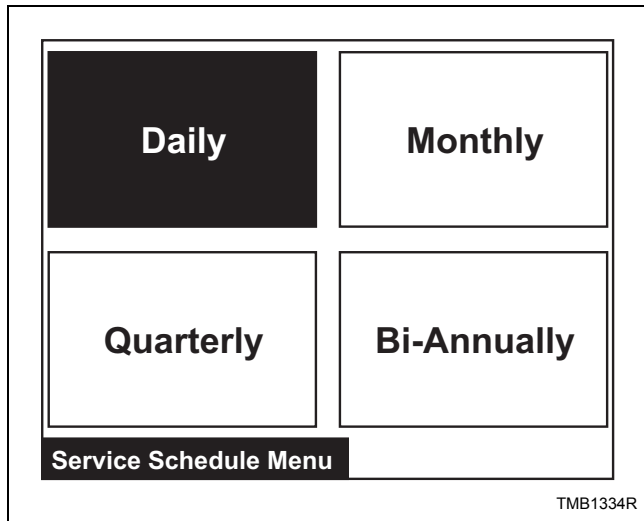 Daily
Monthly
Quarterly
Bi-Annually
Service Schedule Menu
TMB1334R